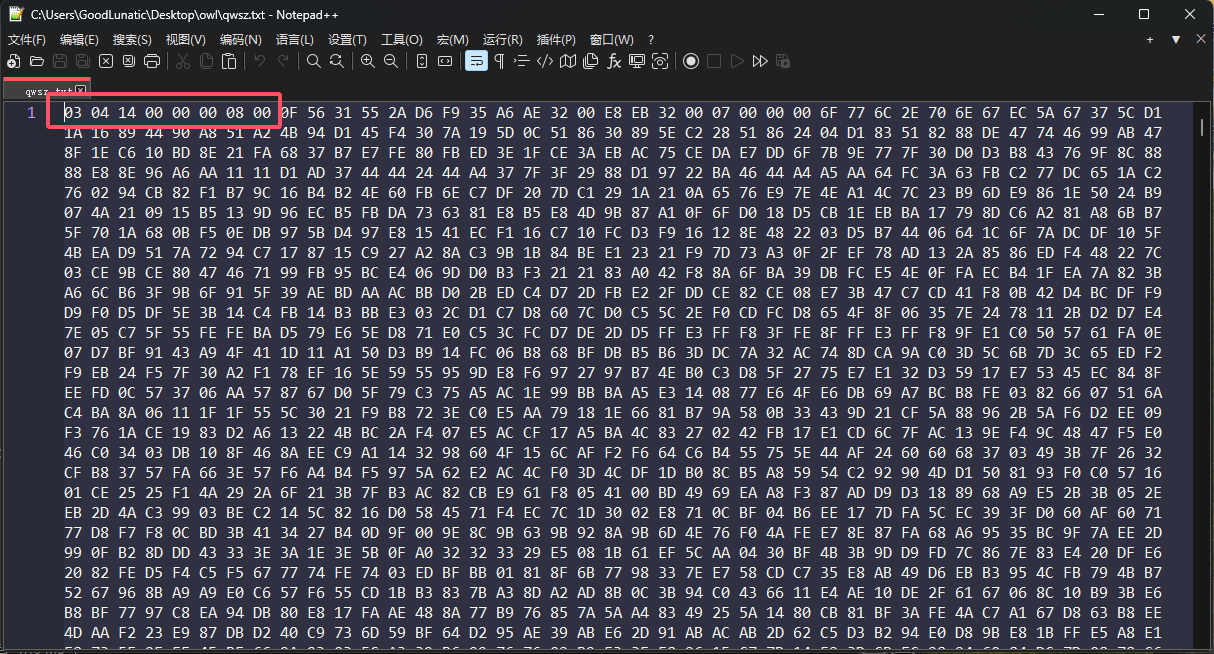 C:\Users\GoodLunatic\Desktop\owl\qwsz.txt - Notepad++
文件(F) 编辑(E) 搜索(S) 视图(V) 编码(N) 语言(L) 设置(T) 工具(O) 宏(M) 运行(R) 插件(P) 窗口(W) ?
qwsz.txt
1 03 04 14 00 00 00 08 00 0F 56 31 55 2A D6 F9 35 A6 AE 32 00 E8 EB 32 00 07 00 00 00 6F 77 6C 2E 70 6E 67 EC 5A 67 37 5C D1
1A 16 89 44 90 A8 51 A2 4B 94 D1 45 F4 30 7A 19 5D 0C 51 86 30 89 5E C2 28 51 86 24 04 D1 83 51 82 88 DE 47 74 46 99 AB 47
8F 1E C6 10 BD 8E 21 FA 68 37 B7 E7 FE 80 FB ED 3E 1F CE 3A EB AC 75 CE DA E7 DD 6F 7B 9E 77 7F 30 D0 D3 B8 43 76 9F 8C 88
88 E8 8E 96 A6 AA 11 11 D1 AD 37 44 44 24 44 A4 37 7F 3F 29 88 D1 97 22 BA 46 44 A4 A5 AA 64 FC 3A 63 FB C2 77 DC 65 1A C2
76 02 94 CB 82 F1 B7 9C 16 B4 B2 4E 60 FB 6E C7 DF 20 7D C1 29 1A 21 0A 65 76 E9 7E 4E A1 4C 7C 23 B9 6D E9 86 1E 50 24 B9
07 4A 21 09 15 B5 13 9D 96 EC B5 FB DA 73 63 81 E8 B5 E8 4D 9B 87 A1 0F 6F D0 18 D5 CB 1E EB BA 17 79 8D C6 A2 81 A8 6B B7
5F 70 1A 68 0B F5 0E DB 97 5B D4 97 E8 15 41 EC F1 16 C7 10 FC D3 F9 16 12 8E 48 22 03 D5 B7 44 06 64 1C 6F 7A DC DF 10 5F
4B EA D9 51 7A 72 94 C7 17 87 15 C9 27 A2 8A C3 9B 1B 84 BE E1 23 21 F9 7D 73 A3 0F 2F EF 78 AD 13 2A 85 86 ED F4 48 22 7C
03 CE 9B CE 80 47 46 71 99 FB 95 BC E4 06 9D D0 B3 F3 21 21 83 A0 42 F8 8A 6F BA 39 DB FC E5 4E 0F FA EC B4 1F EA 7A 82 3B
A6 6C B6 3F 9B 6F 91 5F 39 AE BD AA AC BB D0 2B ED C4 D7 2D FB E2 2F DD CE 82 CE 08 E7 3B 47 C7 CD 41 F8 0B 42 D4 BC DF F9
D9 F0 D5 DF 5E 3B 14 C4 FB 14 B3 BB E3 03 2C D1 C7 D8 60 7C D0 C5 5C 2E F0 CD FC D8 65 4F 8F 06 35 7E 24 78 11 2B D2 D7 E4
7E 05 C7 5F 55 FE FE BA D5 79 E6 5E D8 71 E0 C5 3C FC D7 DE 2D D5 FF E3 FF F8 3F FE 8F FF E3 FF F8 9F E1 C0 50 57 61 FA 0E
07 D7 BF 91 43 A9 4F 41 1D 11 A1 50 D3 B9 14 FC 06 B8 68 BF DB B5 B6 3D DC 7A 32 AC 74 8D CA 9A C0 3D 5C 6B 7D 3C 65 ED F2
F9 EB 24 F5 7F 30 A2 F1 78 EF 16 5E 59 55 95 9D E8 F6 97 27 97 B7 4E B0 C3 D8 5F 27 75 E7 E1 32 D3 59 17 E7 53 45 EC 84 8F
EE FD 0C 57 37 06 AA 57 87 67 D0 5F 79 C3 75 A5 AC 1E 99 BB BA A5 E3 14 08 77 E6 4F E6 DB 69 A7 BC B8 FE 03 82 66 07 51 6A
C4 BA 8A 06 11 1F 1F 55 5C 30 21 F9 B8 72 3E C0 E5 AA 79 18 1E 66 81 B7 9A 58 0B 33 43 9D 21 CF 5A 88 96 2B 5A F6 D2 EE 09
F3 76 1A CE 19 83 D2 A6 13 22 4B BC 2A F4 07 E5 AC CF 17 A5 BA 4C 83 27 02 42 FB 17 E1 CD 6C 7F AC 13 9E F4 9C 48 47 F5 E0
46 C0 34 03 DB 10 8F 46 8A EE C9 A1 14 32 98 60 4F 15 6C AF F2 F6 64 C6 B4 55 75 5E 44 AF 24 60 60 68 37 03 49 3B 7F 26 32
CF B8 37 57 FA 66 3E 57 F6 A4 B4 F5 97 5A 62 E2 AC 4C F0 3D 4C DF 1D B0 08 CB 5A A8 59 54 C2 92 90 4D D1 50 81 93 F0 C0 57 16
01 CE 25 25 F1 4A 29 2A 6F 21 3B 7F B3 AC 82 CB E9 61 F8 05 41 00 BD 49 69 EA A8 F3 87 AD D9 D3 18 89 68 A9 E5 2B 3B 05 2E
EB 2D 4A C3 99 03 BE C2 14 5C 82 16 D0 58 45 71 F4 EC 7C 1D 30 02 E8 71 0C BF 04 B6 EE 17 7D FA 5C EC 39 3F D0 60 AF 60 71
77 D8 F7 F8 0C BD 3B 41 34 27 B4 0D 9F 00 9E 8C 9B 63 9B 92 8A 9B 6D 4E 76 F0 4A FE E7 8E 87 FA 68 A6 95 35 BC 9F 7A EE 2D
99 0F B2 8D DD 43 33 3E 3A 1E 3E 5B 0F A0 32 32 33 29 E5 08 1B 61 EF 5C AA 04 30 BF 4B 3B 9D D9 FD 7C 86 7E 83 E4 20 DF E6
20 82 FE D5 F4 C5 F5 67 77 74 FE 74 03 ED BF BB 01 81 8F 6B 77 98 33 7E E7 58 CD C7 35 E8 AB 49 D6 EB B3 95 4C FB 79 4B B7
52 67 96 8B A9 A9 E0 C6 57 6F 65 CD 1B B3 83 7B A3 8D A2 AD 8B 0C 3B 94 C0 43 66 11 E4 AE 10 DE 2F 61 67 06 8C 10 B9 3B E6
B8 BF 77 97 C8 EA 94 DB 80 E8 17 FA AE 48 8A 77 B9 76 85 7A 5A A4 83 49 25 5A 14 80 CB 81 BF 3A FE 4A C7 A1 67 D8 63 B8 EE
4D AA F2 23 E9 87 DB D2 40 C9 73 6D 59 BF 64 D2 95 AE 39 AB E6 2D 91 AB AC AB 2D 62 C5 D3 B2 94 E0 D8 9B E8 1B FF E5 A8 E1